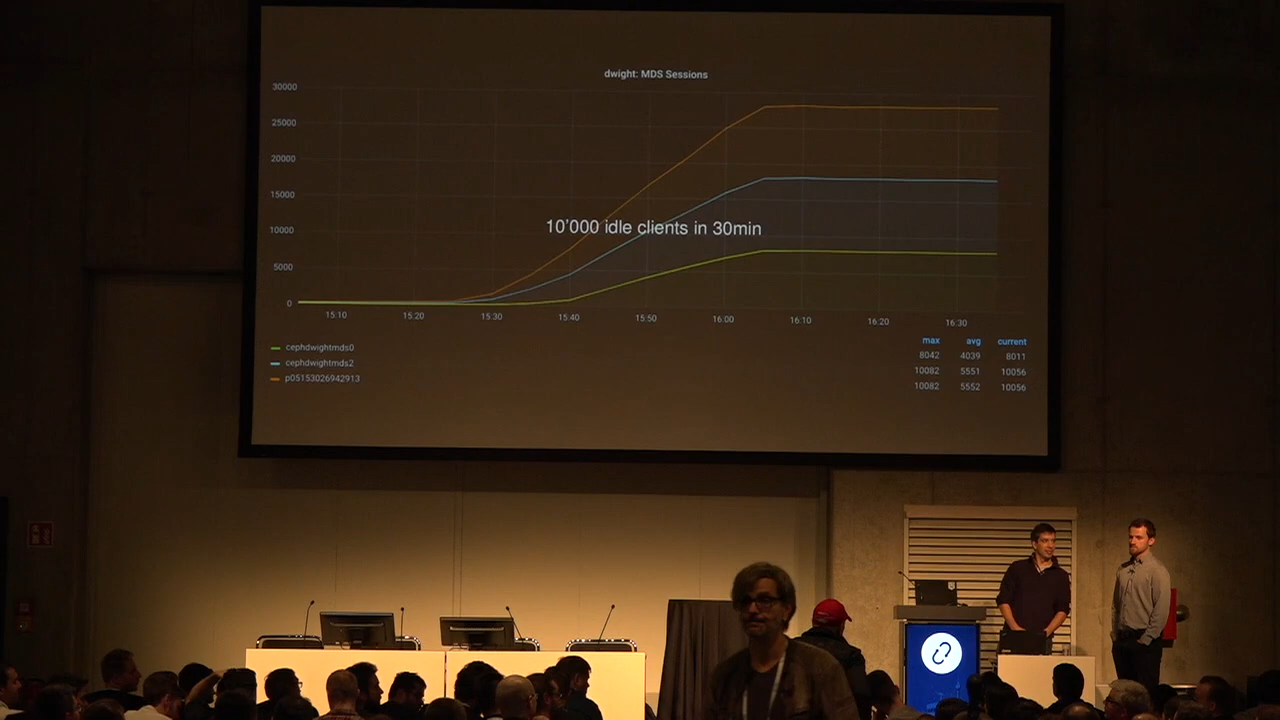 dwight: MDS Sessions
30000
25000
20000
15000
10000
5000
0
10'000 idle clients in 30min
15:10 15:20 15:30 15:40 15:50 16:00 16:10 16:20 16:30
max avg current
cephdwightmds0 8042 4039 8011
cephdwightmds2 10082 5551 10056
p05153026942913 10082 5552 10056